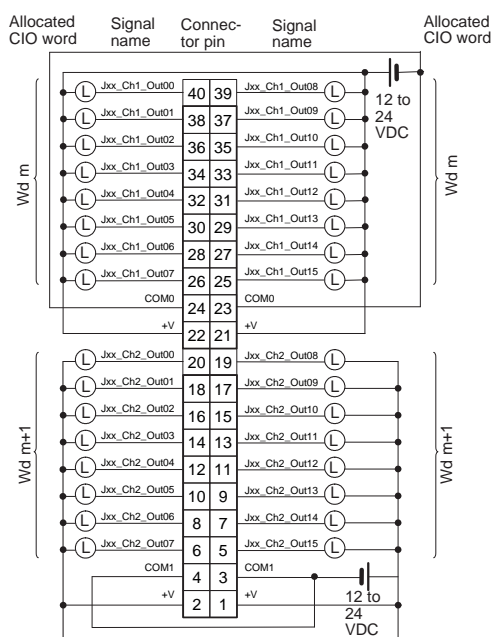 Allocated CIO word
Signal name
Connec-tor pin
Signal name
Allocated CIO word
Jxx_Ch1_Out00 40 39 Jxx_Ch1_Out08
L L
12 to 24 VDC
Jxx_Ch1_Out01 38 37 Jxx_Ch1_Out09
L L
Jxx_Ch1_Out02 36 35 Jxx_Ch1_Out10
L L
Jxx_Ch1_Out03 34 33 Jxx_Ch1_Out11
L L
Wd m
Wd m
Jxx_Ch1_Out04 32 31 Jxx_Ch1_Out12
L L
Jxx_Ch1_Out05 30 29 Jxx_Ch1_Out13
L L
Jxx_Ch1_Out06 28 27 Jxx_Ch1_Out14
L L
Jxx_Ch1_Out07 26 25 Jxx_Ch1_Out15
L L
COM0 24 23 COM0
+V 22 21 +V
Jxx_Ch2_Out00 20 19 Jxx_Ch2_Out08
L L
Jxx_Ch2_Out01 18 17 Jxx_Ch2_Out09
L L
Jxx_Ch2_Out02 16 15 Jxx_Ch2_Out10
L L
Jxx_Ch2_Out03 14 13 Jxx_Ch2_Out11
L L
Wd m+1
Wd m+1
Jxx_Ch2_Out04 12 11 Jxx_Ch2_Out12
L L
Jxx_Ch2_Out05 10 9 Jxx_Ch2_Out13
L L
Jxx_Ch2_Out06 8 7 Jxx_Ch2_Out14
L L
Jxx_Ch2_Out07 6 5 Jxx_Ch2_Out15
L L
COM1 4 3 COM1
+V 2 1 +V
12 to 24 VDC